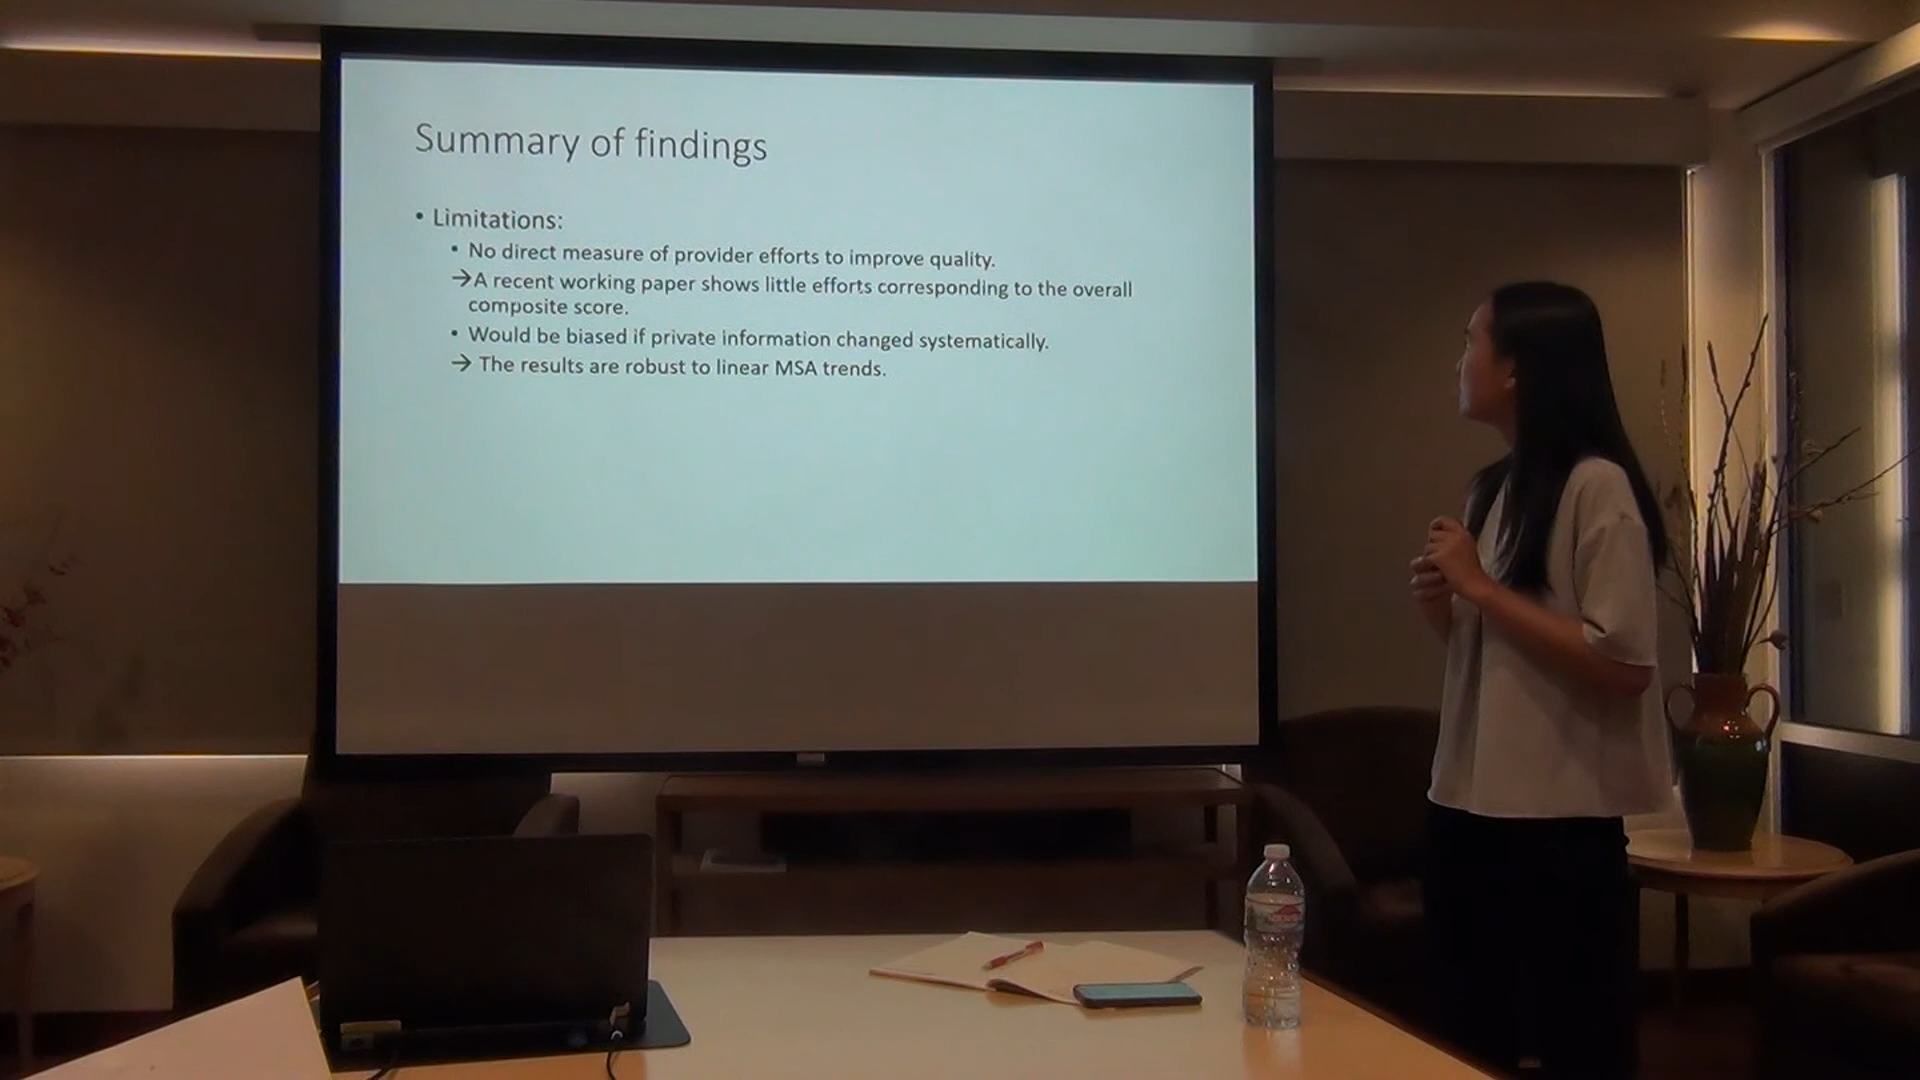 Summary of findings
• Limitations:
• No direct measure of provider efforts to improve quality.
→A recent working paper shows little efforts corresponding to the overall
composite score.
• Would be biased if private information changed systematically.
→ The results are robust to linear MSA trends.